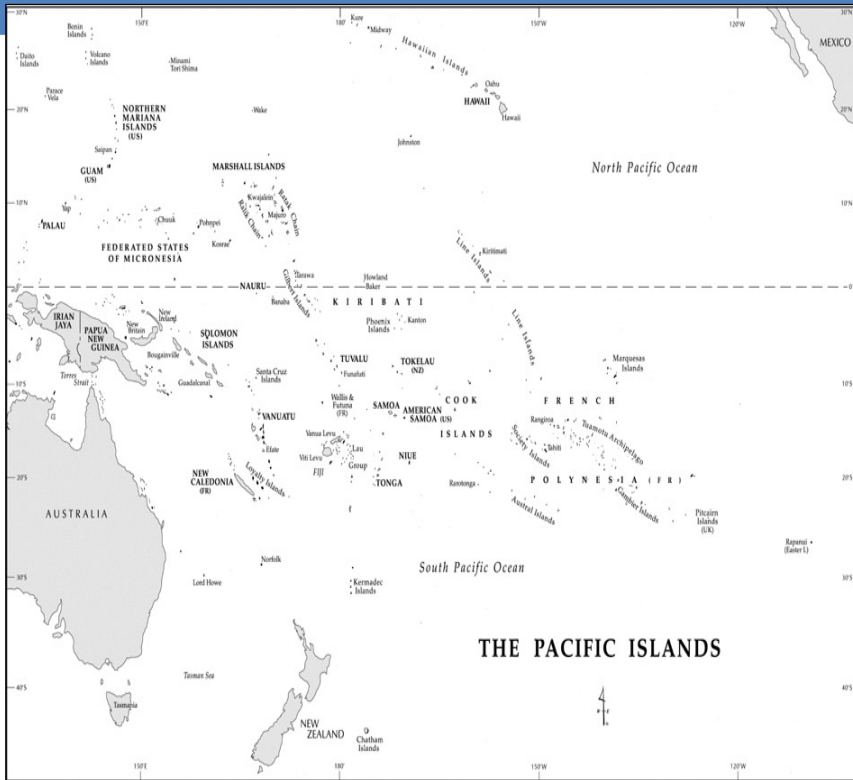 150°E
180°
150°W
120°W
30°N
30°N
Kure
Midway
Bonin
Islands
Daito
Islands
Volcano
Islands
Minami
Tori Shima
Hawaiian Islands
MEXICO
Parace
Vela
Oahu
HAWAII
Hawaii
20°N
20°N
NORTHERN
MARIANA
ISLANDS
(US)
Wake
Saipan
Johnston
GUAM
(US)
MARSHALL ISLANDS
North Pacific Ocean
10°N
10°N
Yap
Kwajalein
Ratak Chain
Ralik Chain
Majuro
PALAU
Chuuk
Pohnpei
Kosrae
FEDERATED STATES
OF MICRONESIA
Line Islands
Kiritimati
Tarawa
Howland
Baker
0°
0°
NAURU
Gilbert Islands
Banaba
KIRIBATI
IRIAN
JAYA
PAPUA
NEW
GUINEA
New
Britain
New
Ireland
Phoenix
Islands
Kanton
Line Islands
SOLOMON
ISLANDS
Bougainville
Guadalcanal
TUVALU
Funafuti
TOKELAU
(NZ)
Marquesas
Islands
Torres
Strait
Santa Cruz
Islands
10°S
10°S
Wallis &
Futuna
(FR)
SAMOA
AMERICAN
SAMOA (US)
COOK
ISLANDS
FRENCH
POLYNESIA (FR)
VANUATU
Efate
Vanua Levu
Viti Levu
FIJI
Lau
Group
NIUE
TONGA
Rangiroa
Tuamotu Archipelago
Society Islands
Tahiti
20°S
20°S
NEW
CALEDONIA
(FR)
Loyalty Islands
Rarotonga
Austral Islands
Gambier Islands
Pitcairn
Islands
(UK)
AUSTRALIA
Rapanui
(Easter I.)
Norfolk
Lord Howe
South Pacific Ocean
30°S
30°S
Kermadec
Islands
THE PACIFIC ISLANDS
Tasman Sea
40°S
40°S
Tasmania
NEW
ZEALAND
Chatham
Islands
150°E
180°
150°W
120°W